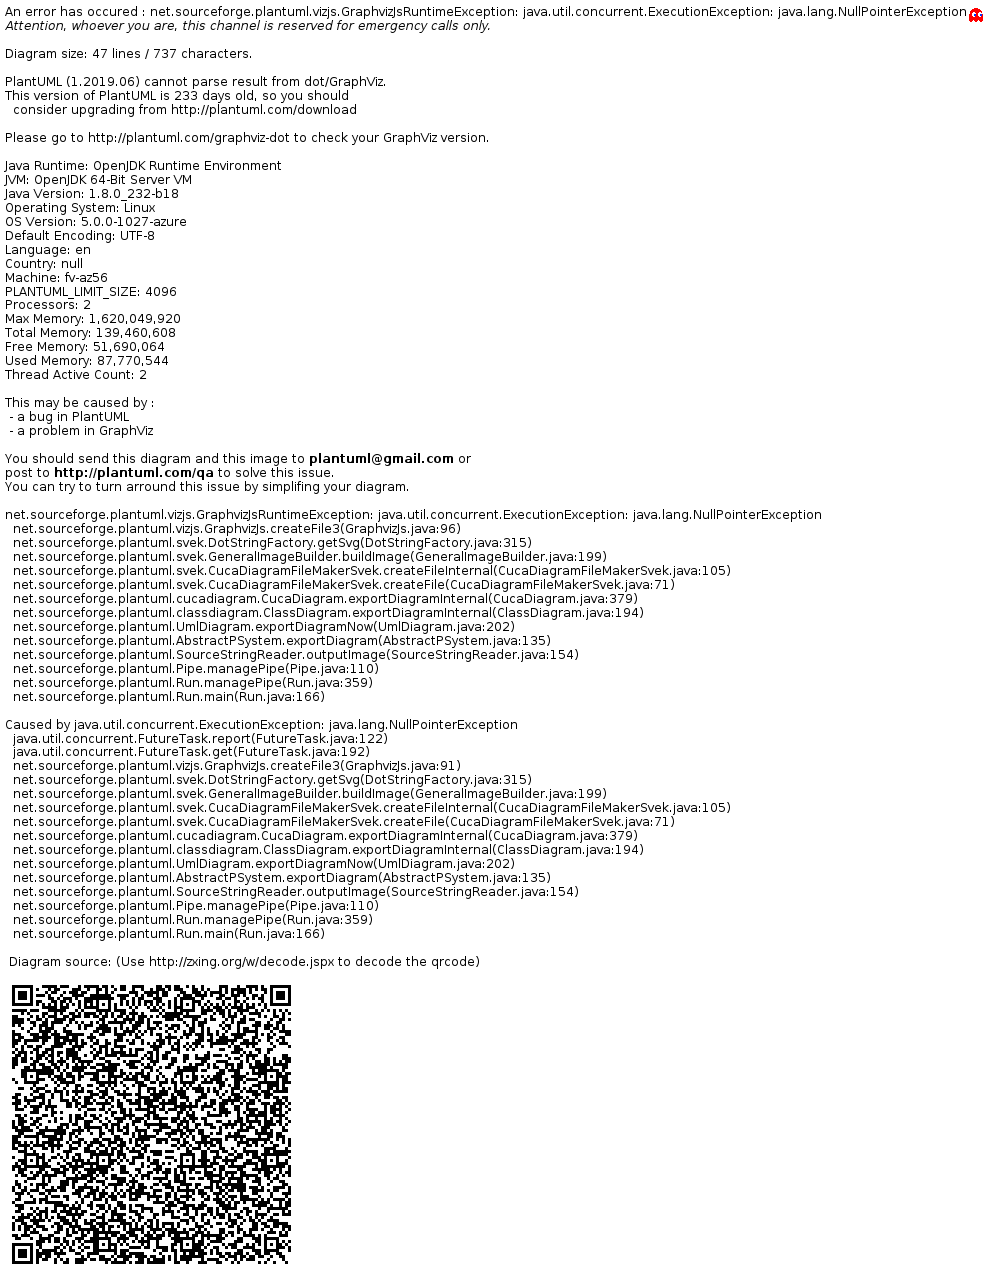 An error has occured : net.sourceforge.plantuml.vizjs.GraphvizJsRuntimeException: java.util.concurrent.ExecutionException: java.lang.NullPointerException
Attention, whoever you are, this channel is reserved for emergency calls only.
Diagram size: 47 lines / 737 characters.
PlantUML (1.2019.06) cannot parse result from dot/GraphViz.
This version of PlantUML is 233 days old, so you should
consider upgrading from http://plantuml.com/download
Please go to http://plantuml.com/graphviz-dot to check your GraphViz version.
Java Runtime: OpenJDK Runtime Environment
JVM: OpenJDK 64-Bit Server VM
Java Version: 1.8.0_232-b18
Operating System: Linux
OS Version: 5.0.0-1027-azure
Default Encoding: UTF-8
Language: en
Country: null
Machine: fv-az56
PLANTUML_LIMIT_SIZE: 4096
Processors: 2
Max Memory: 1,620,049,920
Total Memory: 139,460,608
Free Memory: 51,690,064
Used Memory: 87,770,544
Thread Active Count: 2
This may be caused by :
- a bug in PlantUML
- a problem in GraphViz
You should send this diagram and this image to plantuml@gmail.com or
post to http://plantuml.com/qa to solve this issue.
You can try to turn arround this issue by simplifing your diagram.
net.sourceforge.plantuml.vizjs.GraphvizJsRuntimeException: java.util.concurrent.ExecutionException: java.lang.NullPointerException
net.sourceforge.plantuml.vizjs.GraphvizJs.createFile3(GraphvizJs.java:96)
net.sourceforge.plantuml.svek.DotStringFactory.getSvg(DotStringFactory.java:315)
net.sourceforge.plantuml.svek.GeneralImageBuilder.buildImage(GeneralImageBuilder.java:199)
net.sourceforge.plantuml.svek.CucaDiagramFileMakerSvek.createFileInternal(CucaDiagramFileMakerSvek.java:105)
net.sourceforge.plantuml.svek.CucaDiagramFileMakerSvek.createFile(CucaDiagramFileMakerSvek.java:71)
net.sourceforge.plantuml.cucadiagram.CucaDiagram.exportDiagramInternal(CucaDiagram.java:379)
net.sourceforge.plantuml.classdiagram.ClassDiagram.exportDiagramInternal(ClassDiagram.java:194)
net.sourceforge.plantuml.UmlDiagram.exportDiagramNow(UmlDiagram.java:202)
net.sourceforge.plantuml.AbstractPSystem.exportDiagram(AbstractPSystem.java:135)
net.sourceforge.plantuml.SourceStringReader.outputImage(SourceStringReader.java:154)
net.sourceforge.plantuml.Pipe.managePipe(Pipe.java:110)
net.sourceforge.plantuml.Run.managePipe(Run.java:359)
net.sourceforge.plantuml.Run.main(Run.java:166)
Caused by java.util.concurrent.ExecutionException: java.lang.NullPointerException
java.util.concurrent.FutureTask.report(FutureTask.java:122)
java.util.concurrent.FutureTask.get(FutureTask.java:192)
net.sourceforge.plantuml.vizjs.GraphvizJs.createFile3(GraphvizJs.java:91)
net.sourceforge.plantuml.svek.DotStringFactory.getSvg(DotStringFactory.java:315)
net.sourceforge.plantuml.svek.GeneralImageBuilder.buildImage(GeneralImageBuilder.java:199)
net.sourceforge.plantuml.svek.CucaDiagramFileMakerSvek.createFileInternal(CucaDiagramFileMakerSvek.java:105)
net.sourceforge.plantuml.svek.CucaDiagramFileMakerSvek.createFile(CucaDiagramFileMakerSvek.java:71)
net.sourceforge.plantuml.cucadiagram.CucaDiagram.exportDiagramInternal(CucaDiagram.java:379)
net.sourceforge.plantuml.classdiagram.ClassDiagram.exportDiagramInternal(ClassDiagram.java:194)
net.sourceforge.plantuml.UmlDiagram.exportDiagramNow(UmlDiagram.java:202)
net.sourceforge.plantuml.AbstractPSystem.exportDiagram(AbstractPSystem.java:135)
net.sourceforge.plantuml.SourceStringReader.outputImage(SourceStringReader.java:154)
net.sourceforge.plantuml.Pipe.managePipe(Pipe.java:110)
net.sourceforge.plantuml.Run.managePipe(Run.java:359)
net.sourceforge.plantuml.Run.main(Run.java:166)
Diagram source: (Use http://zxing.org/w/decode.jspx to decode the qrcode)